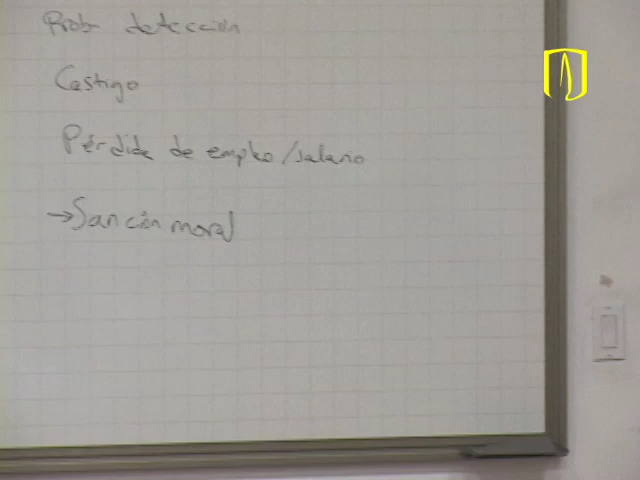 Prob detección
Castigo
Pérdida de empleo/salario
→Sanción moral